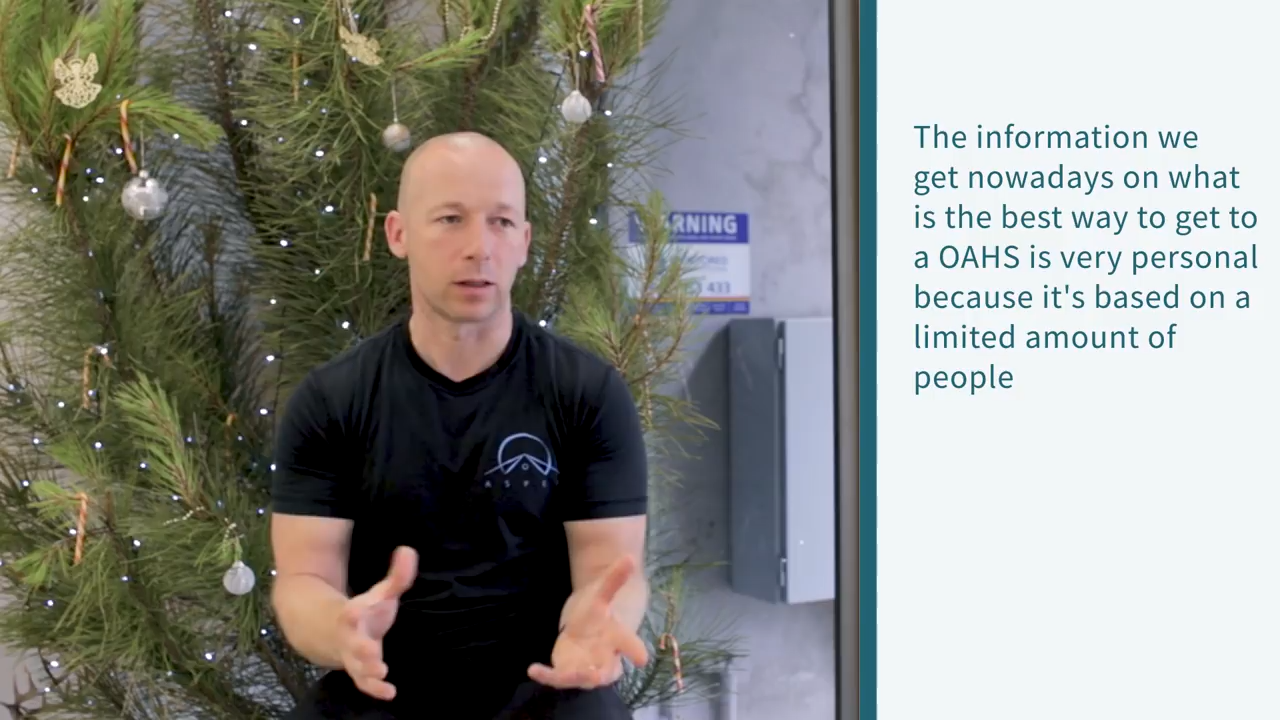 The information we
get nowadays on what
is the best way to get to
a OAHS is very personal
because it's based on a
limited amount of
people
433